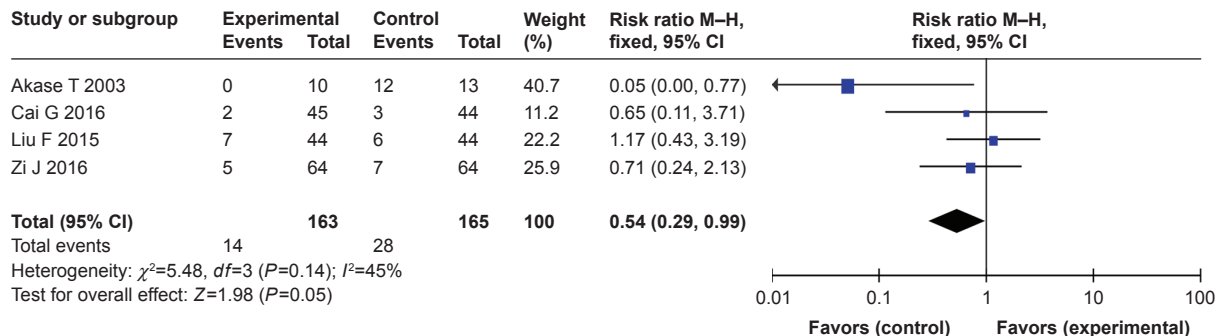 Study or subgroup Experimental Control Weight Risk ratio M–H, Risk ratio M–H,
Events Total Events Total (%) fixed, 95% CI fixed, 95% CI
Akase T 2003 0 10 12 13 40.7 0.05 (0.00, 0.77)
Cai G 2016 2 45 3 44 11.2 0.65 (0.11, 3.71)
Liu F 2015 7 44 6 44 22.2 1.17 (0.43, 3.19)
Zi J 2016 5 64 7 64 25.9 0.71 (0.24, 2.13)
Total (95% CI) 163 165 100 0.54 (0.29, 0.99)
Total events 14 28
Heterogeneity: χ²=5.48, df=3 (P=0.14); I²=45%
Test for overall effect: Z=1.98 (P=0.05)
0.01 0.1 1 10 100
Favors (control) Favors (experimental)